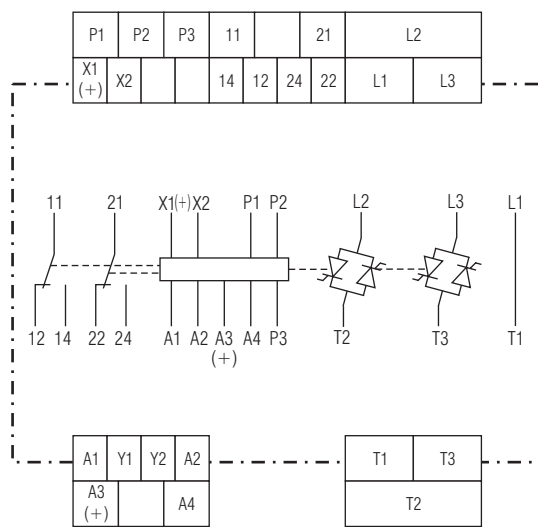 P1 P2 P3 11 21 L2
X1 (+) X2 14 12 24 22 L1 L3
11 21 X1(+) X2 P1 P2 L2 L3 L1
12 14 22 24 A1 A2 A3 (+) A4 P3 T2 T3 T1
A1 Y1 Y2 A2 T1 T3
A3 (+) A4 T2